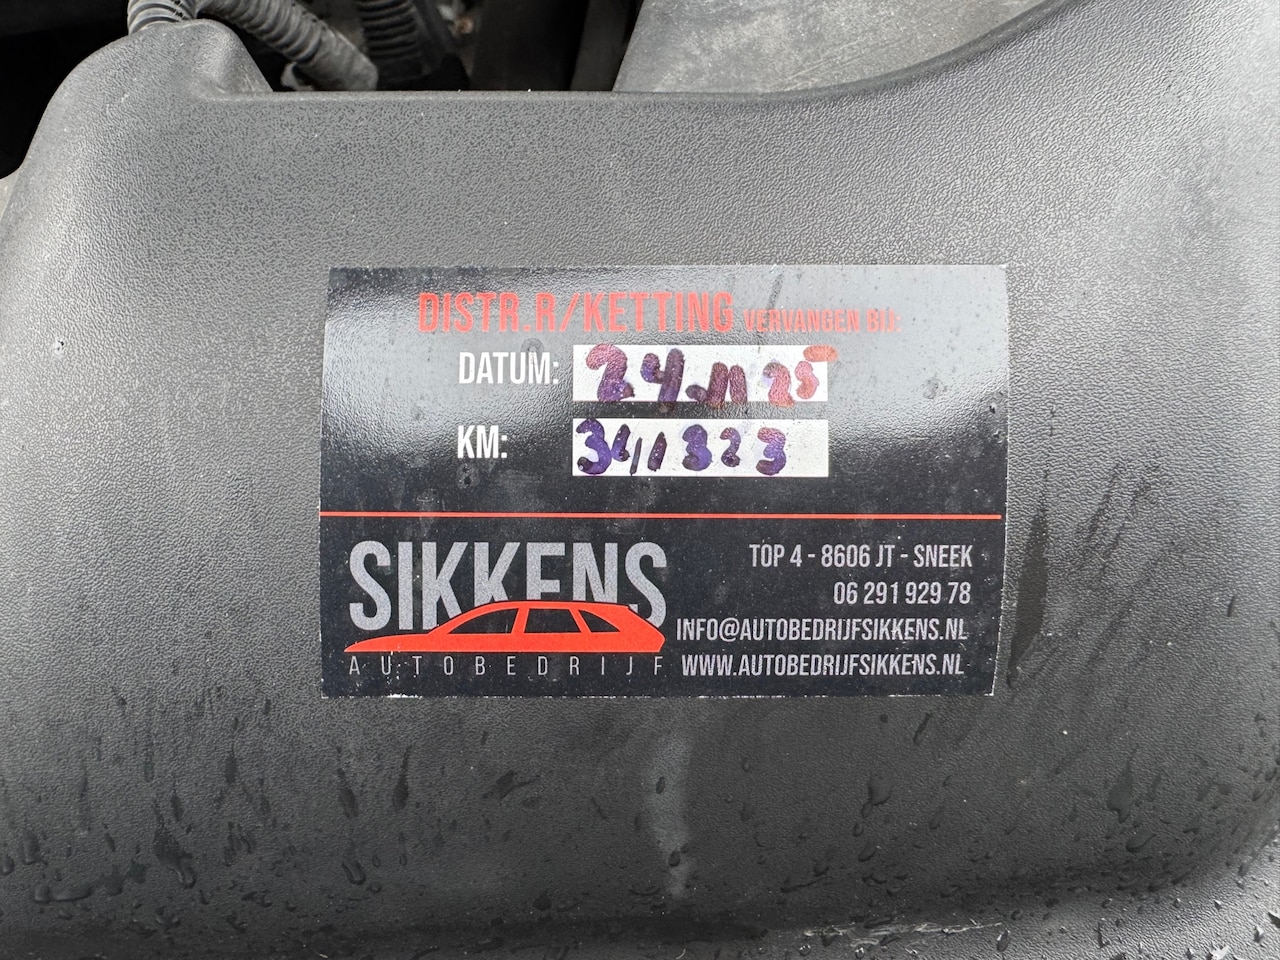 DISTR.R/KETTING VERVANGEN BIJ:
DATUM: 24-11 25
KM:
SIKKENS
AUTOBEDRIJF
TOP 4 - 8606 JT - SNEEK
06 291 929 78
INFO@AUTOBEDRIJFSIKKENS.NL
WWW.AUTOBEDRIJFSIKKENS.NL